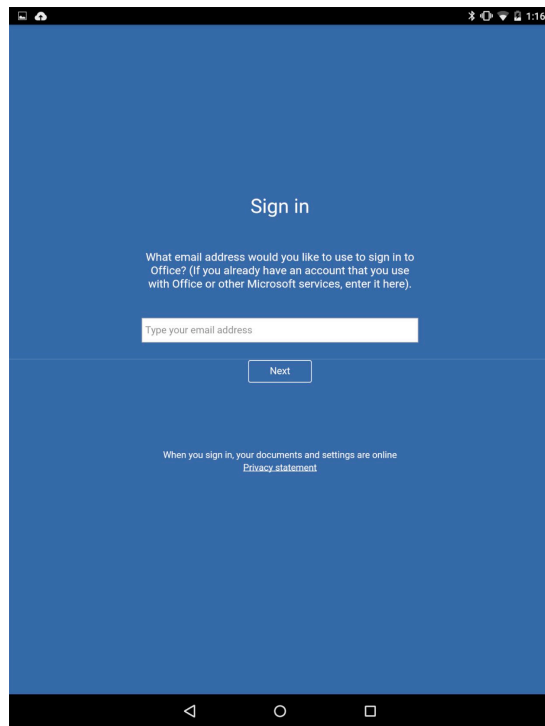 1:16
Sign in
What email address would you like to use to sign in to
Office? (If you already have an account that you use
with Office or other Microsoft services, enter it here).
Type your email address
Next
When you sign in, your documents and settings are online
Privacy statement